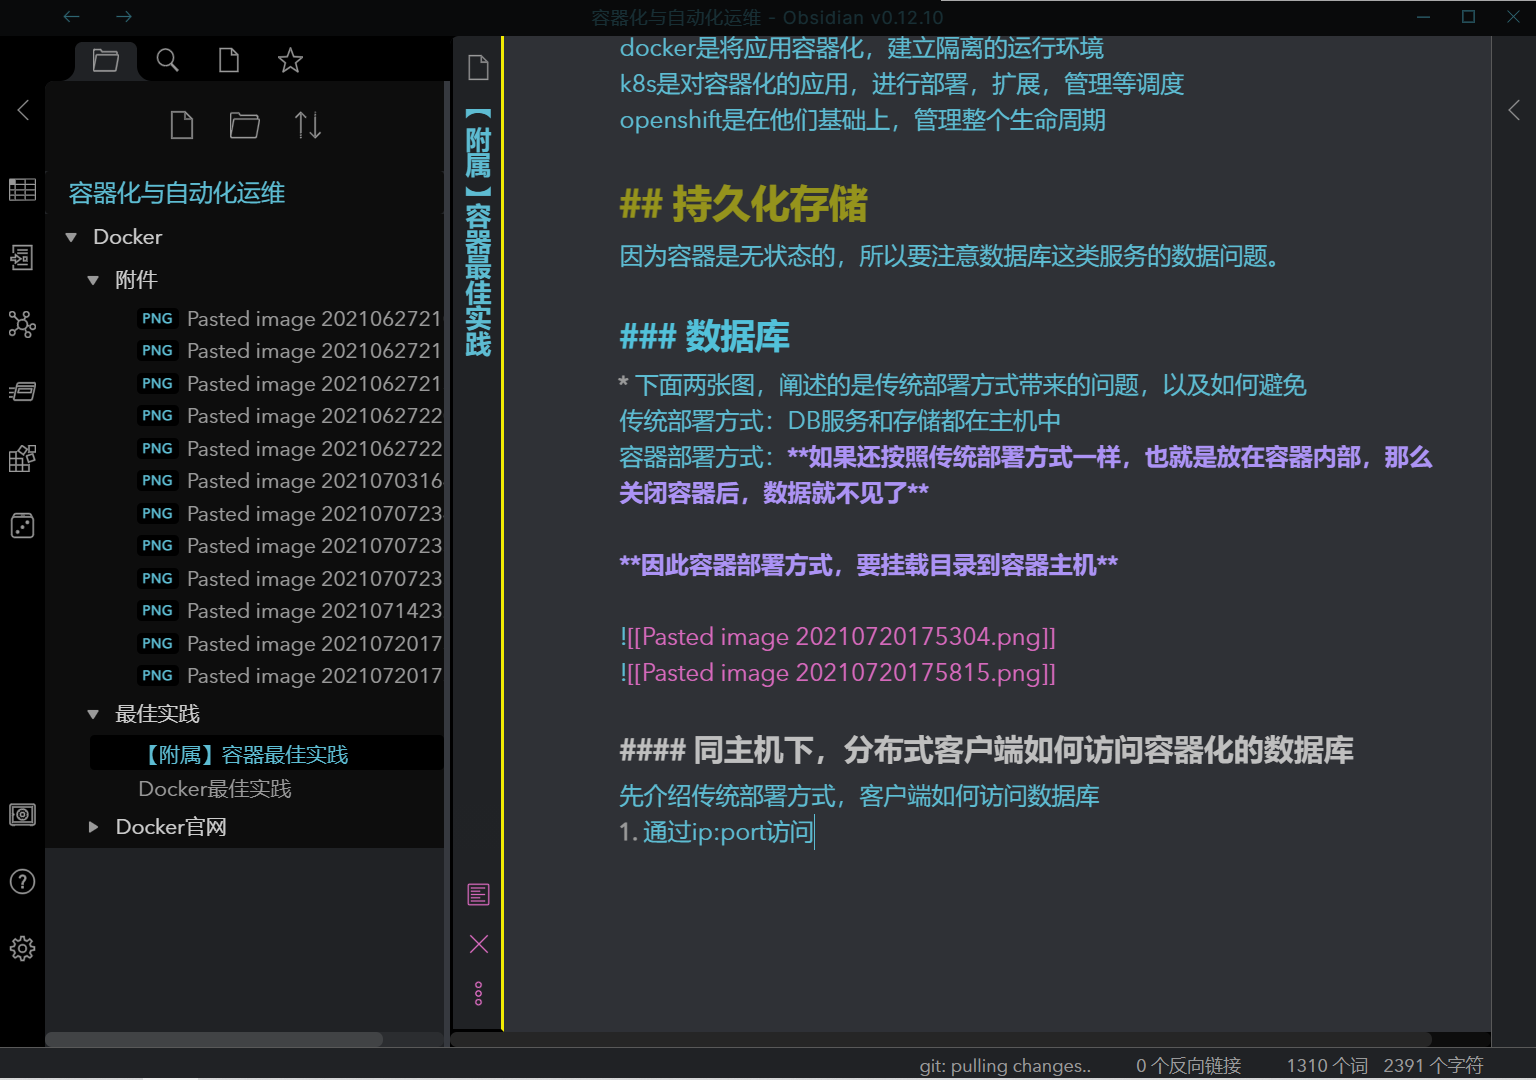 容器化与自动化运维 - Obsidian v0.12.10
容器化与自动化运维
Docker
附件
PNG Pasted image 2021062721
PNG Pasted image 2021062721
PNG Pasted image 2021062721
PNG Pasted image 2021062722
PNG Pasted image 2021062722
PNG Pasted image 2021070316
PNG Pasted image 2021070723
PNG Pasted image 2021070723
PNG Pasted image 2021070723
PNG Pasted image 2021071423
PNG Pasted image 2021072017
PNG Pasted image 2021072017
最佳实践
【附属】容器最佳实践
Docker最佳实践
Docker官网
【附属】容器最佳实践
docker是将应用容器化，建立隔离的运行环境
k8s是对容器化的应用，进行部署，扩展，管理等调度
openshift是在他们基础上，管理整个生命周期
## 持久化存储
因为容器是无状态的，所以要注意数据库这类服务的数据问题。
### 数据库
* 下面两张图，阐述的是传统部署方式带来的问题，以及如何避免
传统部署方式：DB服务和存储都在主机中
容器部署方式：**如果还按照传统部署方式一样，也就是放在容器内部，那么
关闭容器后，数据就不见了**
**因此容器部署方式，要挂载目录到容器主机**
![[Pasted image 20210720175304.png]]
![[Pasted image 20210720175815.png]]
#### 同主机下，分布式客户端如何访问容器化的数据库
先介绍传统部署方式，客户端如何访问数据库
1. 通过ip:port访问
git: pulling changes..
0 个反向链接
1310 个词
2391 个字符